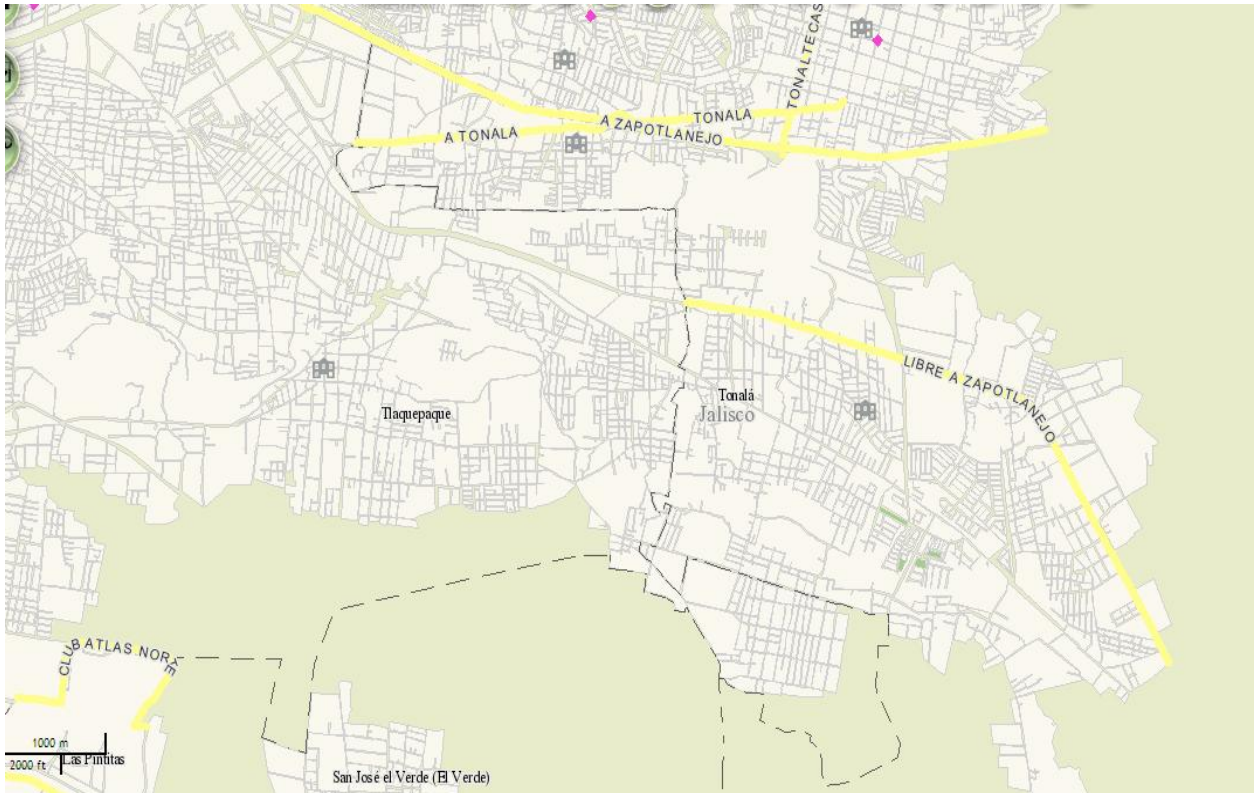 TONALTECAS
A TONALA
A ZAPOTLANEJO
TONALA
LIBRE A ZAPOTLANEJO
Tonalá
Jalisco
Tlaquepaque
CLUB ATLAS NORTE
1000 m
2000 ft
Las Pintitas
San José el Verde (El Verde)